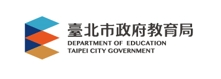 臺北市政府教育局
DEPARTMENT OF EDUCATION
TAIPEI CITY GOVERNMENT